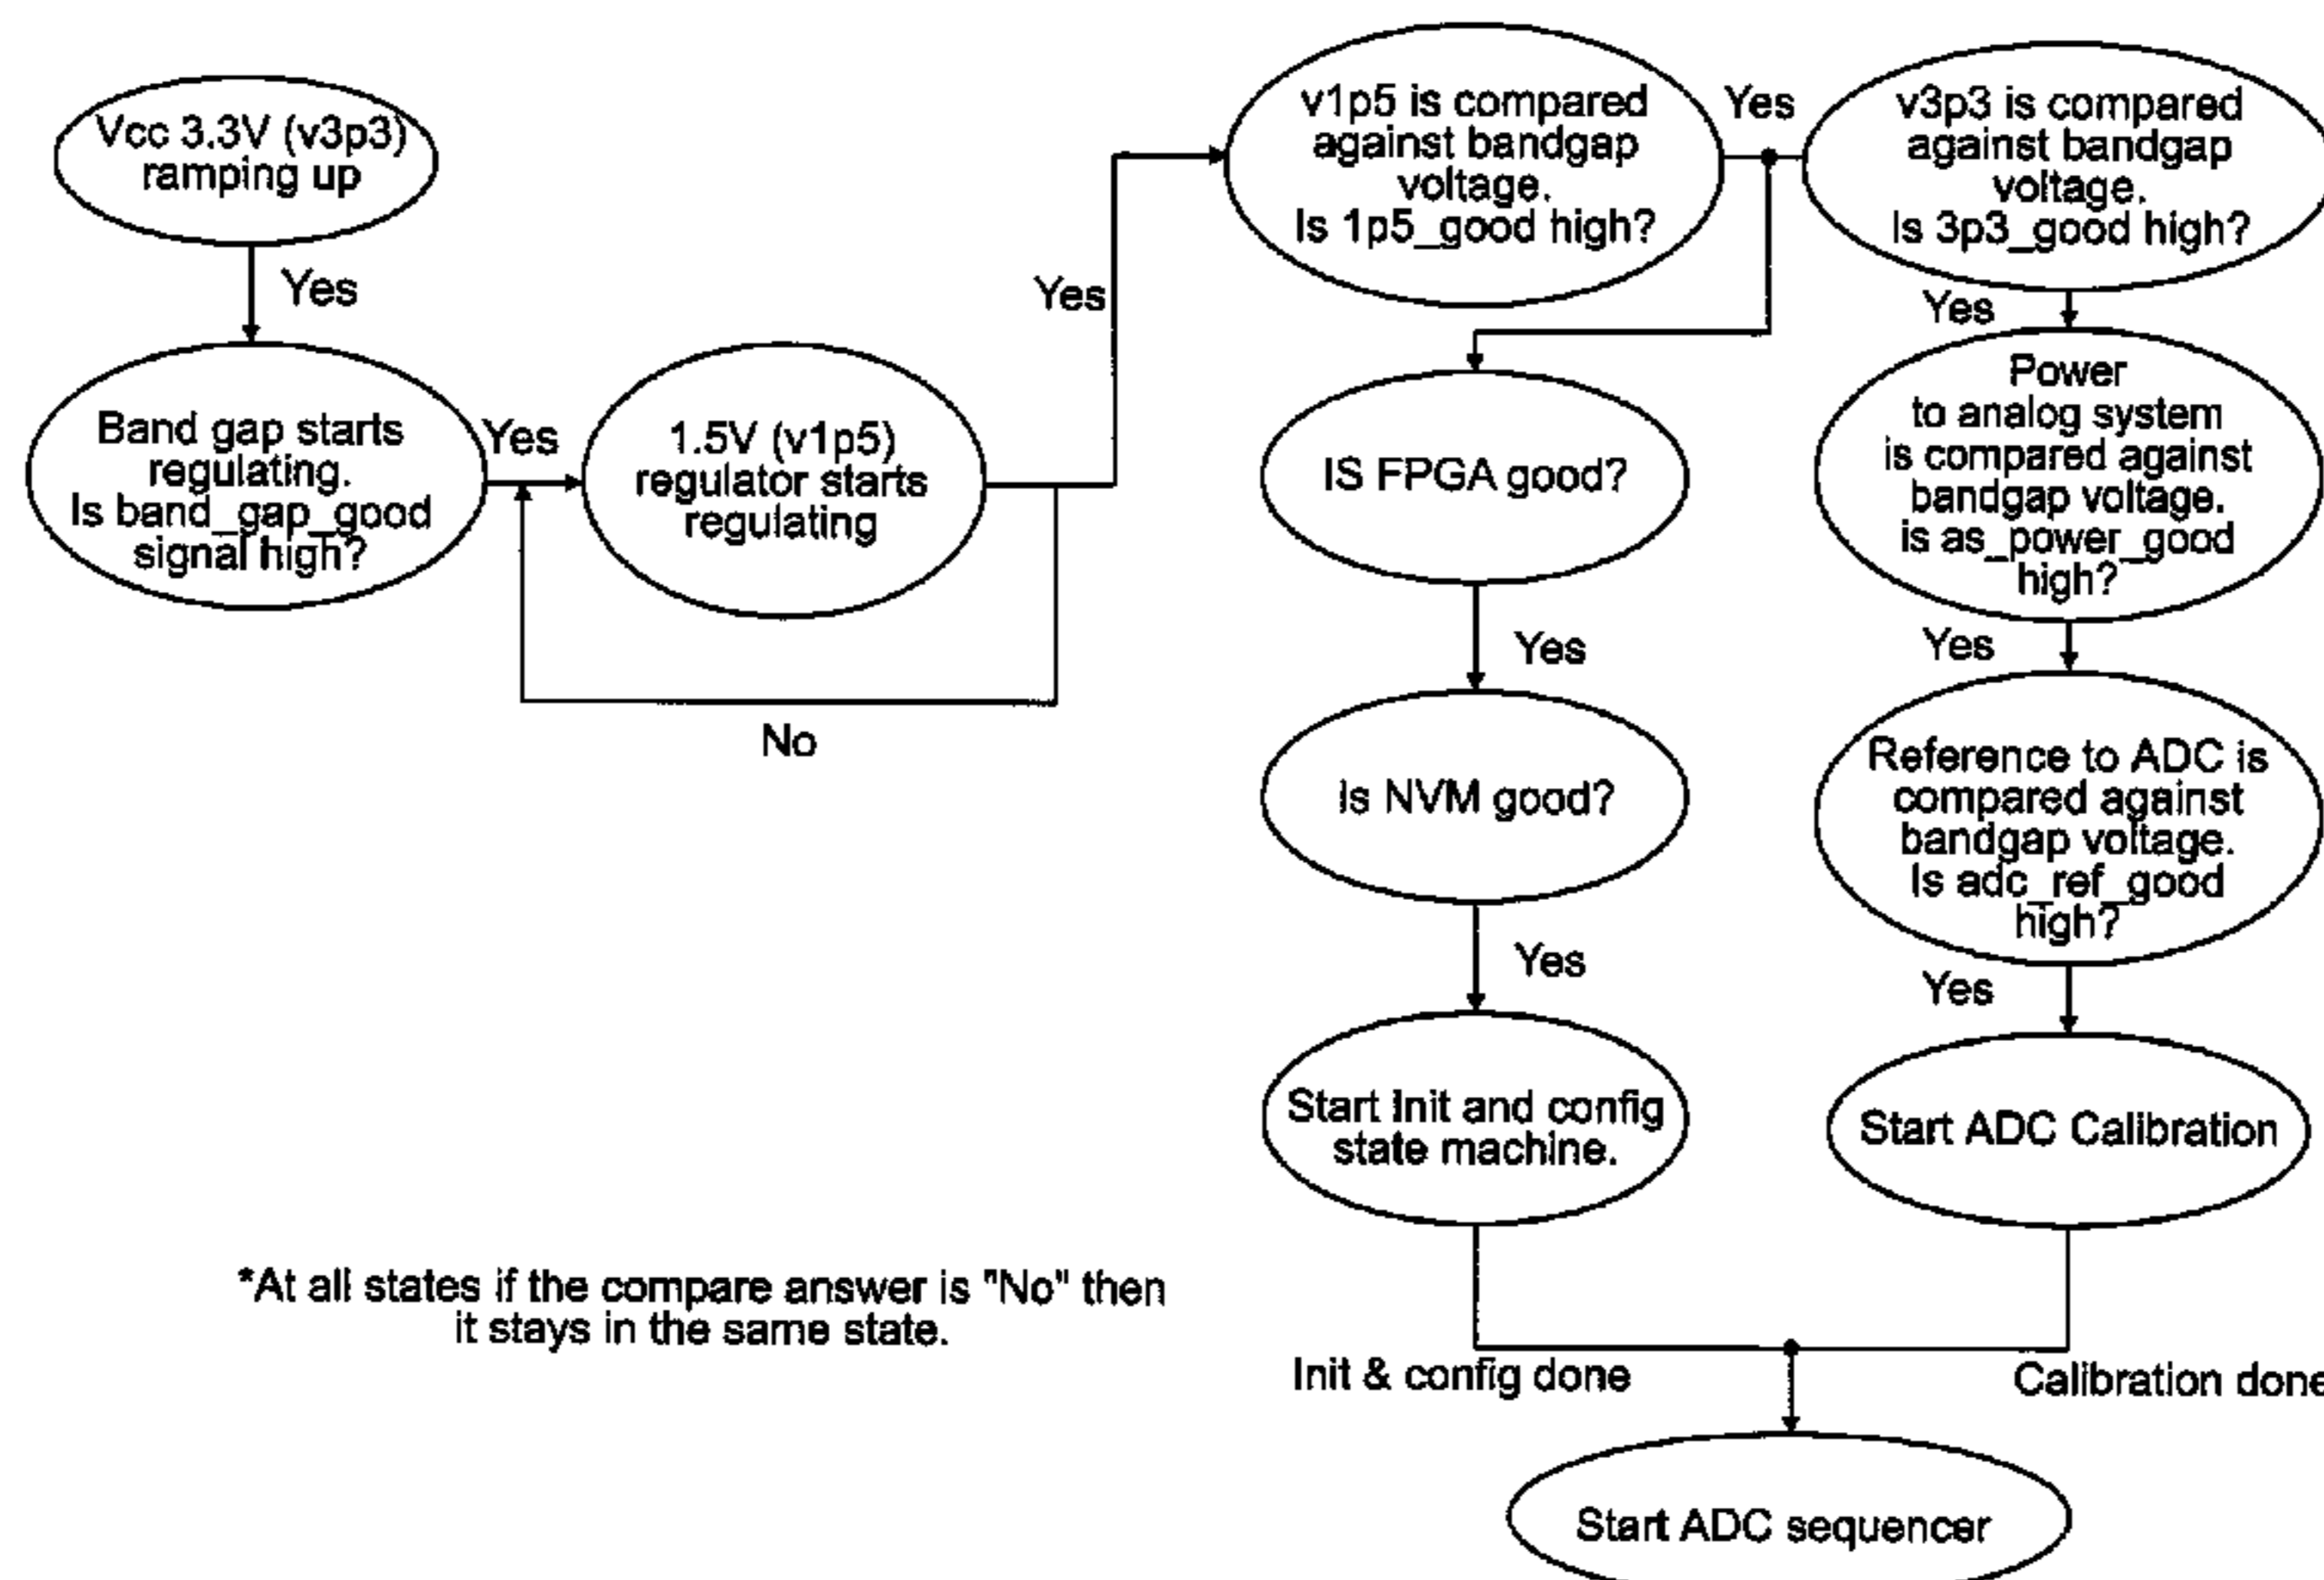 Vcc 3.3V (v3p3)
ramping up
Yes
Band gap starts
regulating.
Is band_gap_good
signal high?
Yes
1.5V (v1p5)
regulator starts
regulating
No
Yes
v1p5 is compared
against bandgap
voltage.
Is 1p5_good high?
Yes
v3p3 is compared
against bandgap
voltage.
Is 3p3_good high?
IS FPGA good?
Yes
Is NVM good?
Yes
Start Init and config
state machine.
Yes
Power
to analog system
is compared against
bandgap voltage.
is as_power_good
high?
Yes
Reference to ADC is
compared against
bandgap voltage.
Is adc_ref_good
high?
Yes
Start ADC Calibration
*At all states if the compare answer is "No" then
it stays in the same state.
Init & config done
Calibration done
Start ADC sequencer